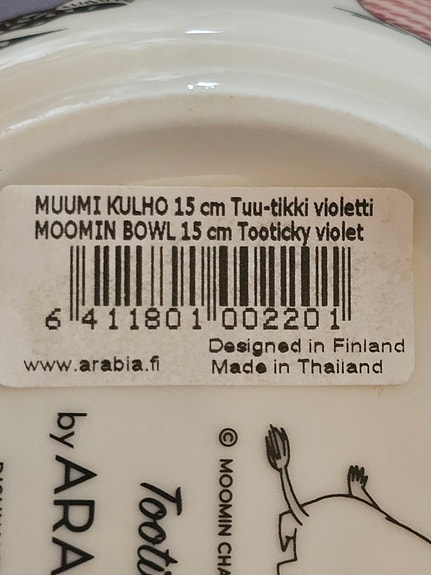 MUUMI KULHO 15 cm Tuu-tikki violetti
MOOMIN BOWL 15 cm Tooticky violet
6 411801 002201
Designed in Finland
www.arabia.fi Made in Thailand
by ARA
Tooti
© MOOMIN CHA